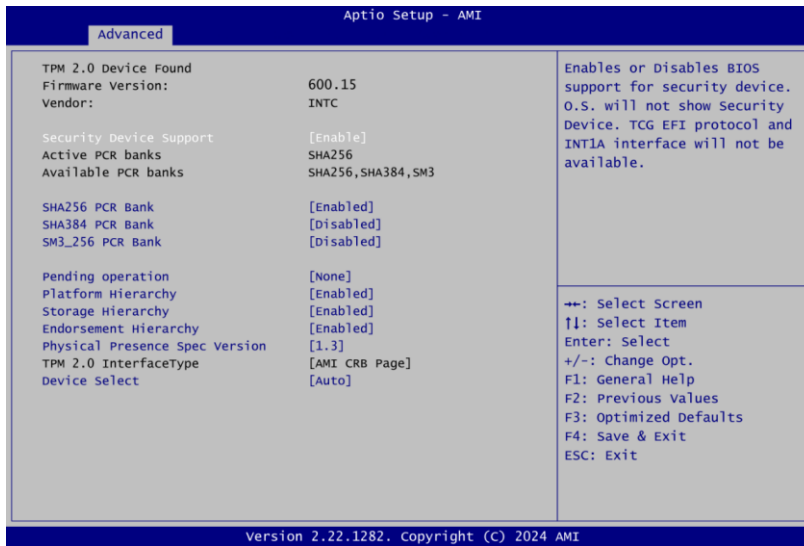 Aptio Setup - AMI
Advanced
TPM 2.0 Device Found
Firmware Version: 600.15
Vendor: INTC
Security Device Support [Enable]
Active PCR banks SHA256
Available PCR banks SHA256,SHA384,SM3
SHA256 PCR Bank [Enabled]
SHA384 PCR Bank [Disabled]
SM3_256 PCR Bank [Disabled]
Pending operation [None]
Platform Hierarchy [Enabled]
Storage Hierarchy [Enabled]
Endorsement Hierarchy [Enabled]
Physical Presence Spec Version [1.3]
TPM 2.0 InterfaceType [AMI CRB Page]
Device Select [Auto]
Enables or Disables BIOS
support for security device.
O.S. will not show Security
Device. TCG EFI protocol and
INT1A interface will not be
available.
→←: Select Screen
↑↓: Select Item
Enter: Select
+/-: Change Opt.
F1: General Help
F2: Previous Values
F3: Optimized Defaults
F4: Save & Exit
ESC: Exit
Version 2.22.1282. Copyright (C) 2024 AMI